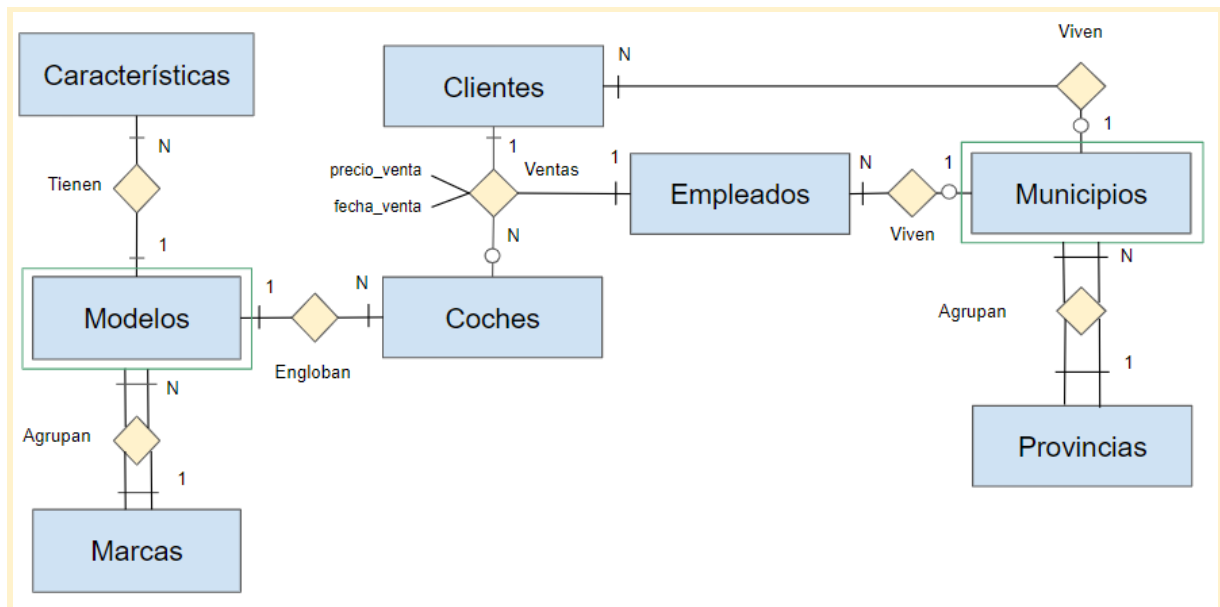 Viven
Características
Clientes
N
N
1
1
Tienen
precio_venta
Ventas
1
Empleados
N
1
Municipios
fecha_venta
Viven
N
1
N
Modelos
1
N
Coches
Agrupan
Engloban
1
N
Agrupan
Provincias
1
Marcas